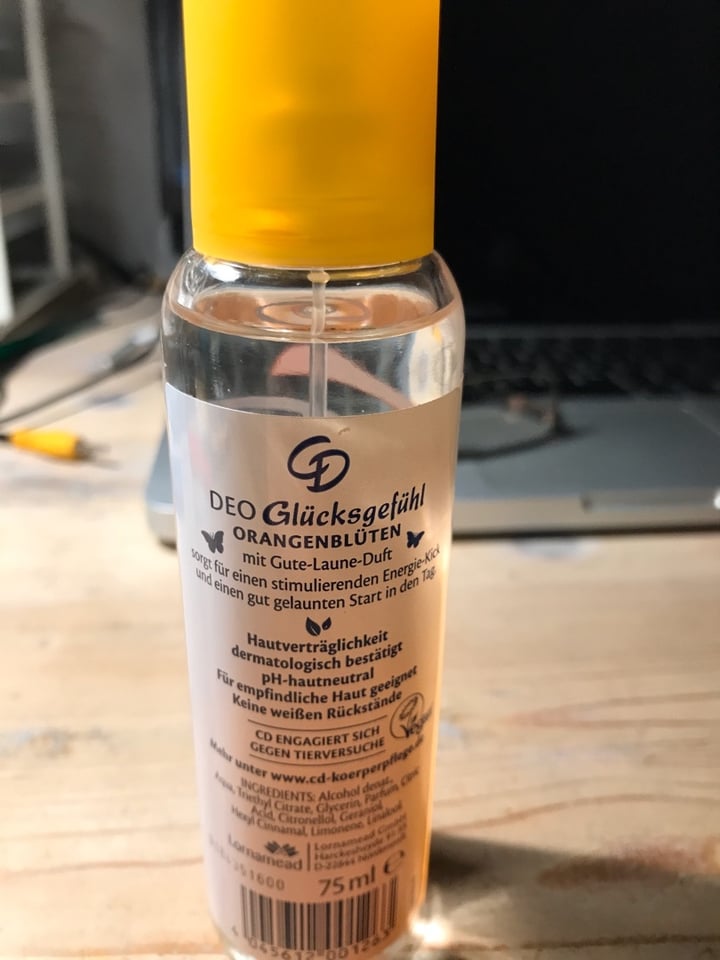 CD
DEO Glücksgefühl
ORANGENBLÜTEN
mit Gute-Laune-Duft
sorgt für einen stimulierenden Energie-Kick
und einen gut gelaunten Start in den Tag.
Hautverträglichkeit
dermatologisch bestätigt
pH-hautneutral
Für empfindliche Haut geeignet
Keine weißen Rückstände
CD ENGAGIERT SICH
GEGEN TIERVERSUCHE
Mehr unter www.cd-koerperpflege.de
INGREDIENTS: Alcohol denat.,
Aqua, Triethyl Citrate, Glycerin, Parfum, Citric
Acid, Citronellol, Geraniol,
Hexyl Cinnamal, Limonene, Linalool
Lornamead
Lornamead GmbH
75 ml e